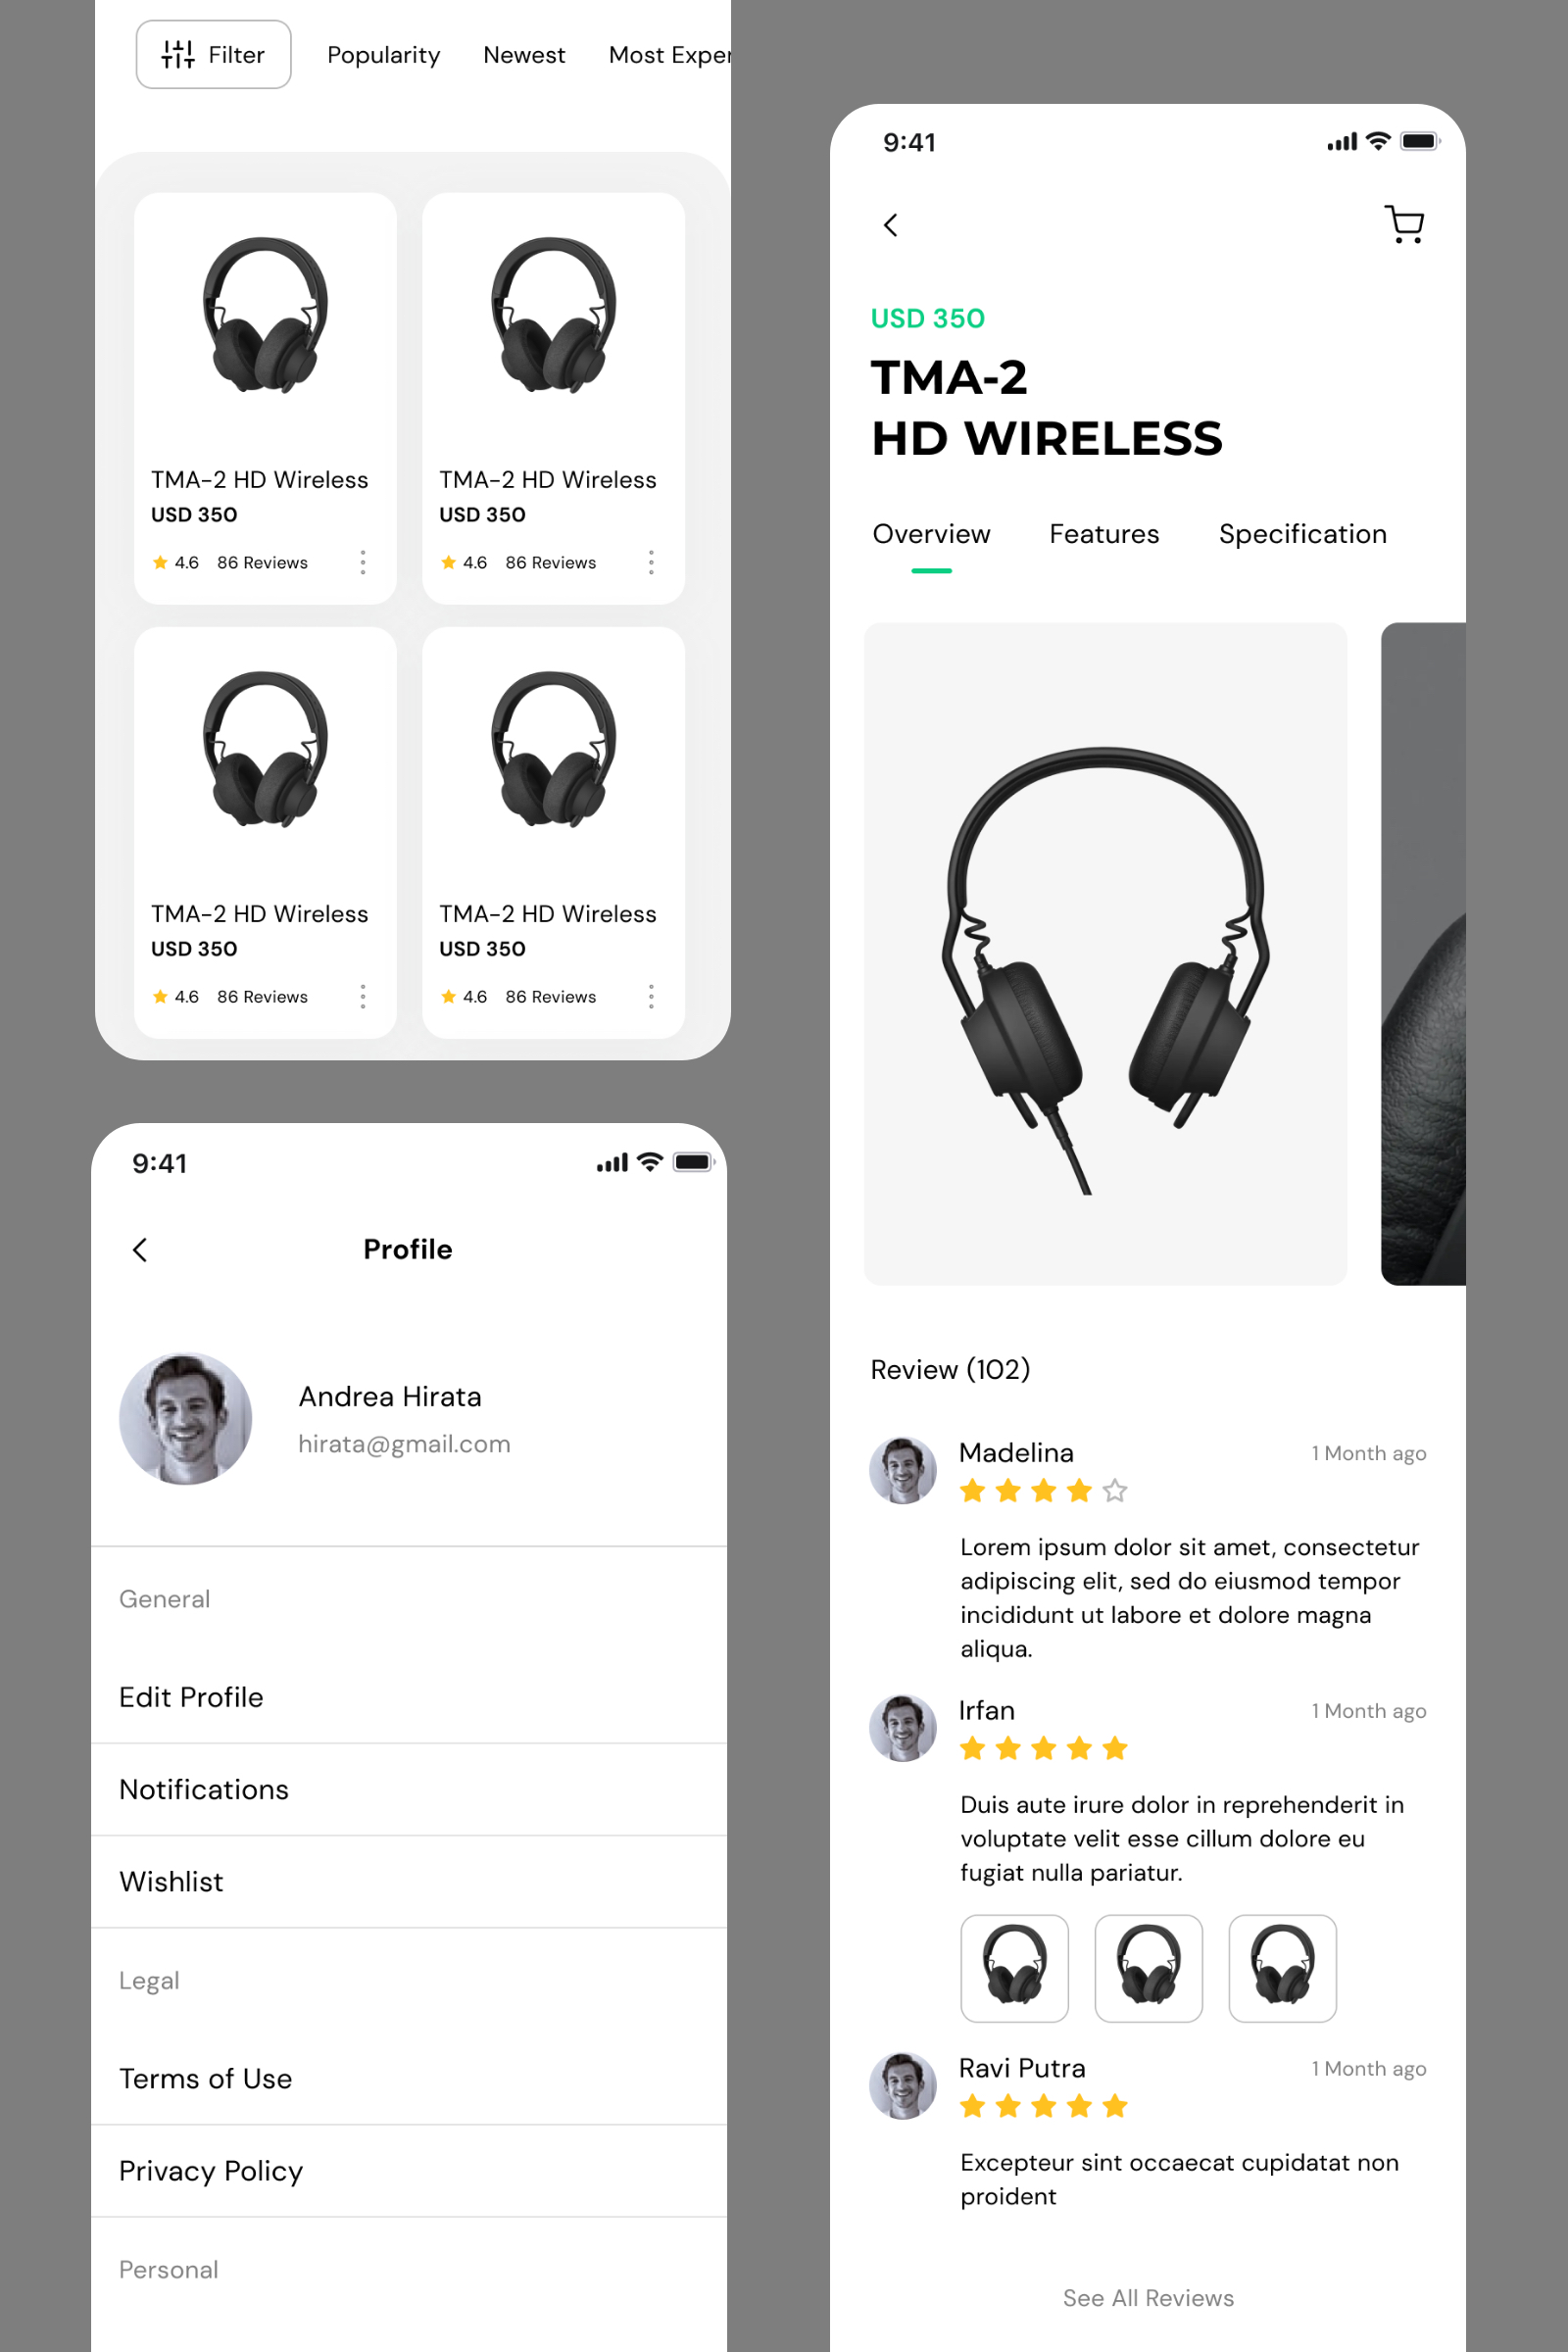 Filter
Popularity
Newest
Most Exper
TMA-2 HD Wireless
USD 350
4.6 86 Reviews
TMA-2 HD Wireless
USD 350
4.6 86 Reviews
TMA-2 HD Wireless
USD 350
4.6 86 Reviews
TMA-2 HD Wireless
USD 350
4.6 86 Reviews
9:41
Profile
Andrea Hirata
hirata@gmail.com
General
Edit Profile
Notifications
Wishlist
Legal
Terms of Use
Privacy Policy
Personal
9:41
USD 350
TMA-2
HD WIRELESS
Overview
Features
Specification
Review (102)
Madelina
1 Month ago
Lorem ipsum dolor sit amet, consectetur
adipiscing elit, sed do eiusmod tempor
incididunt ut labore et dolore magna
aliqua.
Irfan
1 Month ago
Duis aute irure dolor in reprehenderit in
voluptate velit esse cillum dolore eu
fugiat nulla pariatur.
Ravi Putra
1 Month ago
Excepteur sint occaecat cupidatat non
proident
See All Reviews